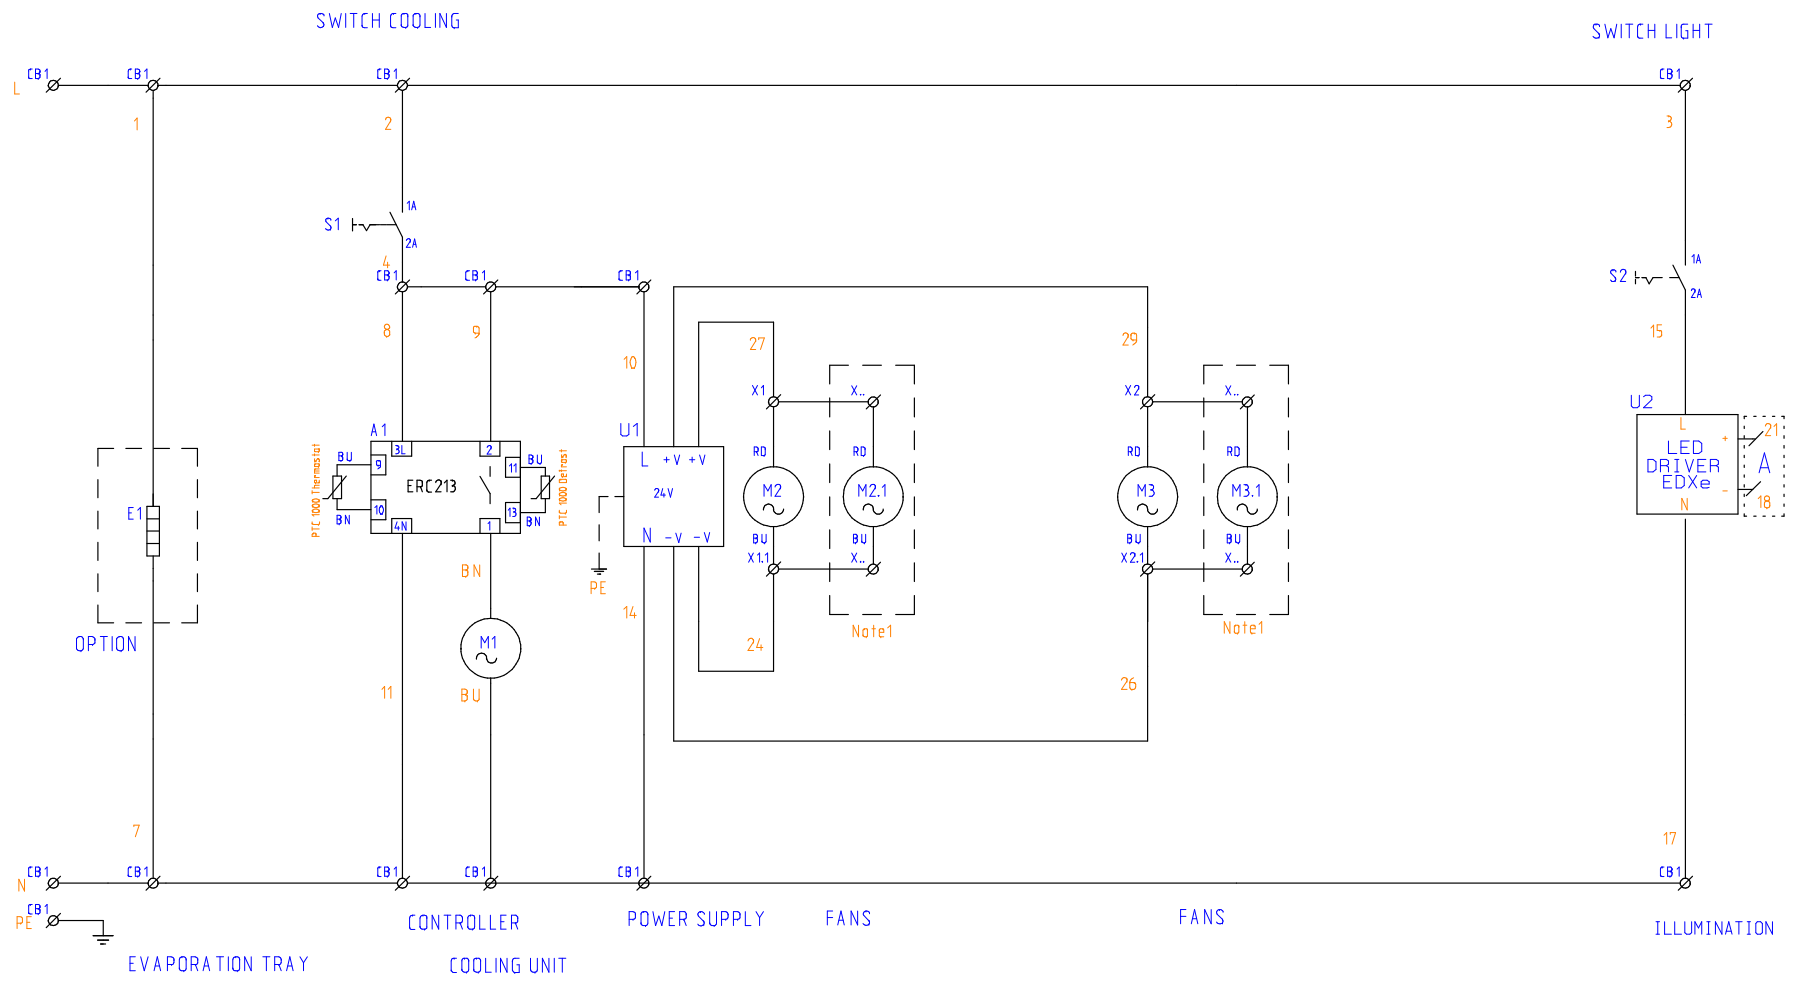 SWITCH COOLING
SWITCH LIGHT
CB1
CB1
CB1
CB1
L
1
2
3
1A
S1
2A
4
CB1
CB1
CB1
1A
S2
2A
8
9
10
27
29
15
X1
X..
X2
X..
A1
U1
U2
PTC 1000 Thermostat
BU
9
3L
2
11
BU
PTC 1000 Defrost
ERC213
10
BN
4N
1
13
BN
L +V +V
24V
N -V -V
RD
RD
RD
RD
M2
M2.1
M3
M3.1
BU
BU
BU
BU
X1.1
X..
X2.1
X..
L
+
21
LED
DRIVER
EDXe
A
-
N
18
E1
OPTION
BN
PE
14
M1
BU
11
24
26
Note1
Note1
7
17
CB1
CB1
CB1
CB1
CB1
CB1
N
CB1
PE
CONTROLLER
POWER SUPPLY
FANS
FANS
ILLUMINATION
EVAPORATION TRAY
COOLING UNIT